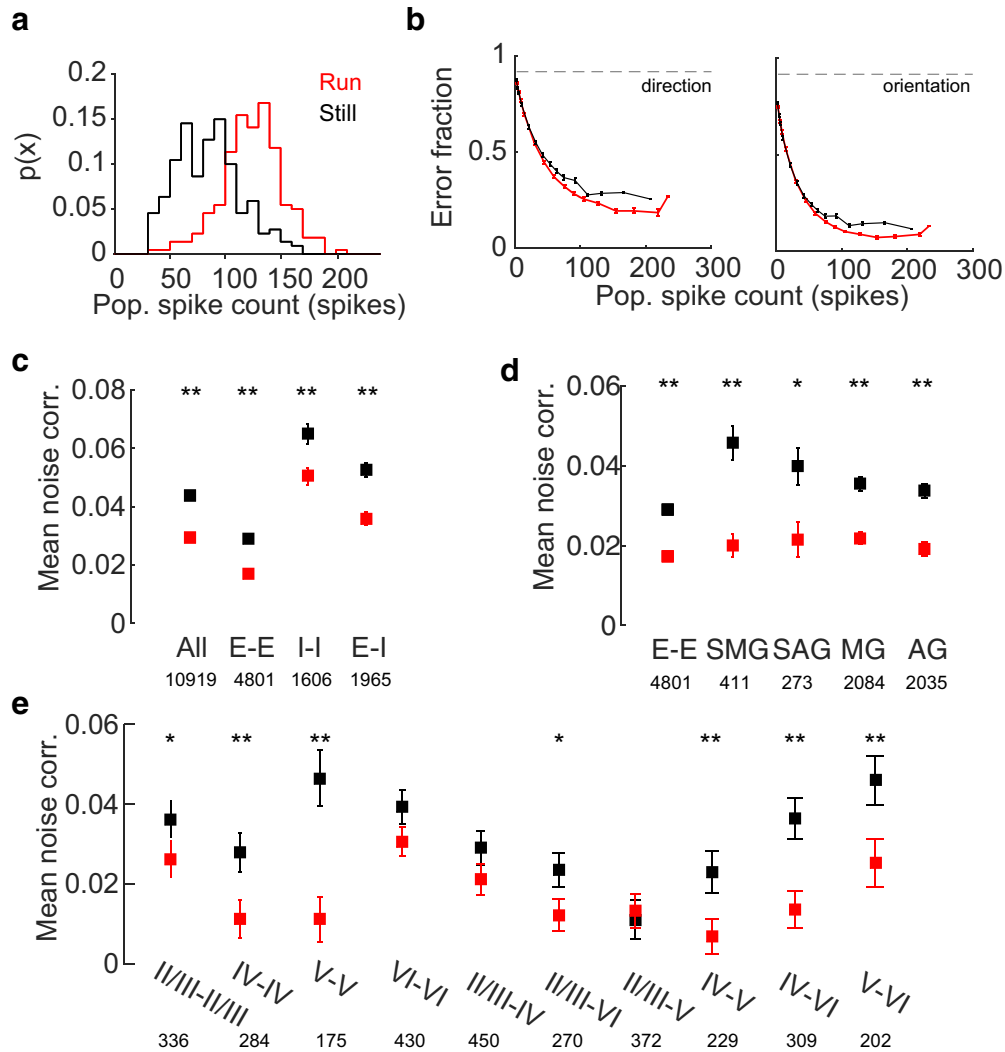 a
0.2
0.15
0.1
0.05
0
p(x)
Run
Still
0 50 100 150 200
Pop. spike count (spikes)
b
1
0.5
0
Error fraction
direction
orientation
0 100 200 300
0 100 200 300
Pop. spike count (spikes)
c
0.08
0.06
0.04
0.02
0
Mean noise corr.
** ** ** **
All E-E I-I E-I
10919 4801 1606 1965
d
0.06
0.04
0.02
0
Mean noise corr.
** ** * ** **
E-E SMG SAG MG AG
4801 411 273 2084 2035
e
0.06
0.04
0.02
0
Mean noise corr.
* ** ** * ** ** **
II/III-II/III IV-IV V-V VI-VI II/III-IV II/III-VI II/III-V IV-V IV-VI V-VI
336 284 175 430 450 270 372 229 309 202